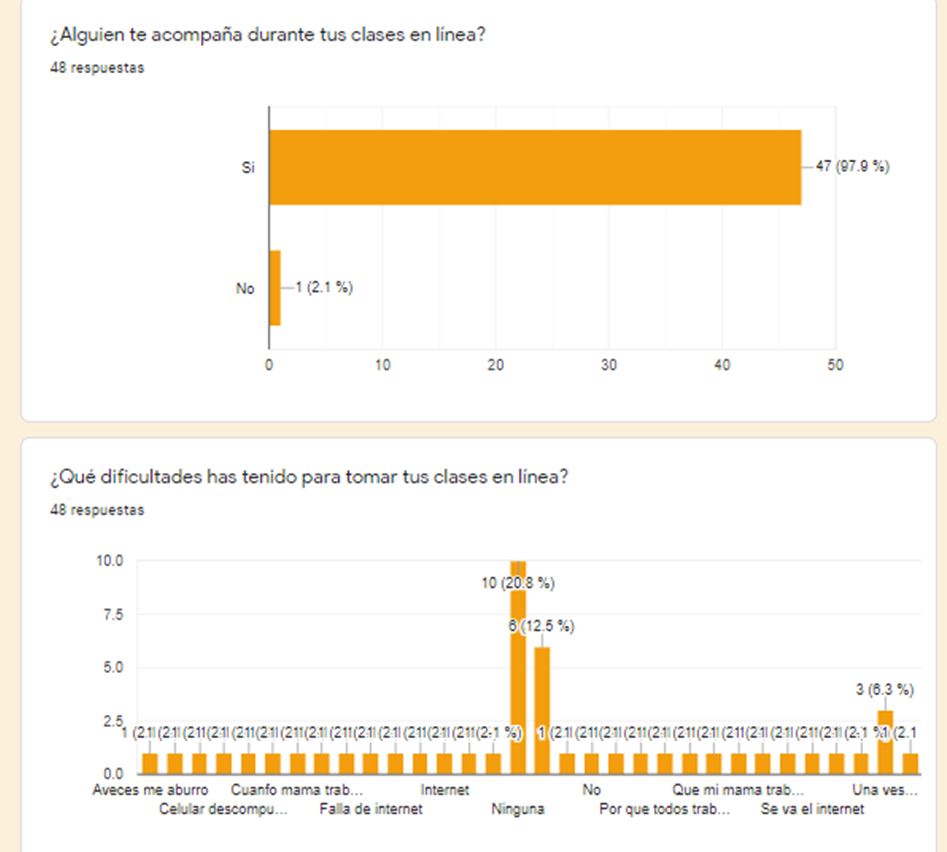 ¿Alguien te acompaña durante tus clases en línea?
48 respuestas
Si
47 (97.9 %)
No
1 (2.1 %)
0 10 20 30 40 50
¿Qué dificultades has tenido para tomar tus clases en línea?
48 respuestas
10.0
10 (20.8 %)
7.5
6 (12.5 %)
5.0
3 (6.3 %)
2.5
0.0
Aveces me aburro Cuanfo mama trab... Internet No Que mi mama trab... Una ves...
Celular descompu... Falla de internet Ninguna Por que todos trab... Se va el internet